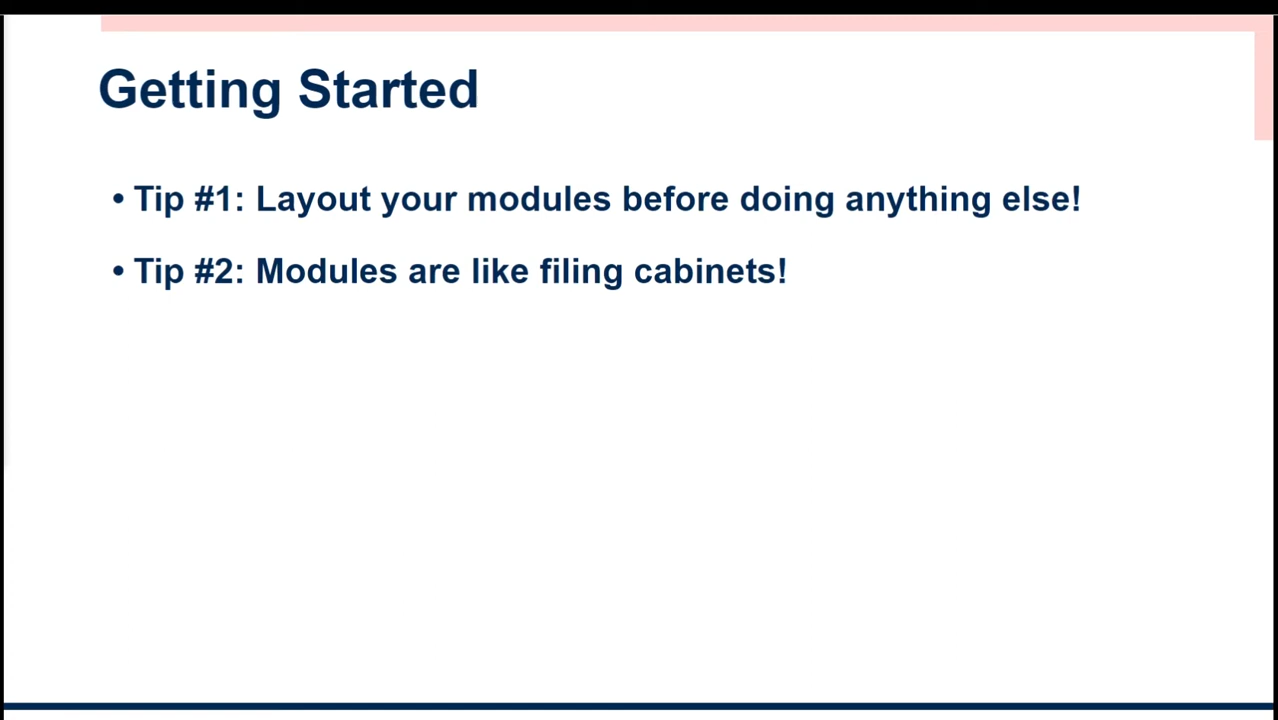 Getting Started
• Tip #1: Layout your modules before doing anything else!
• Tip #2: Modules are like filing cabinets!